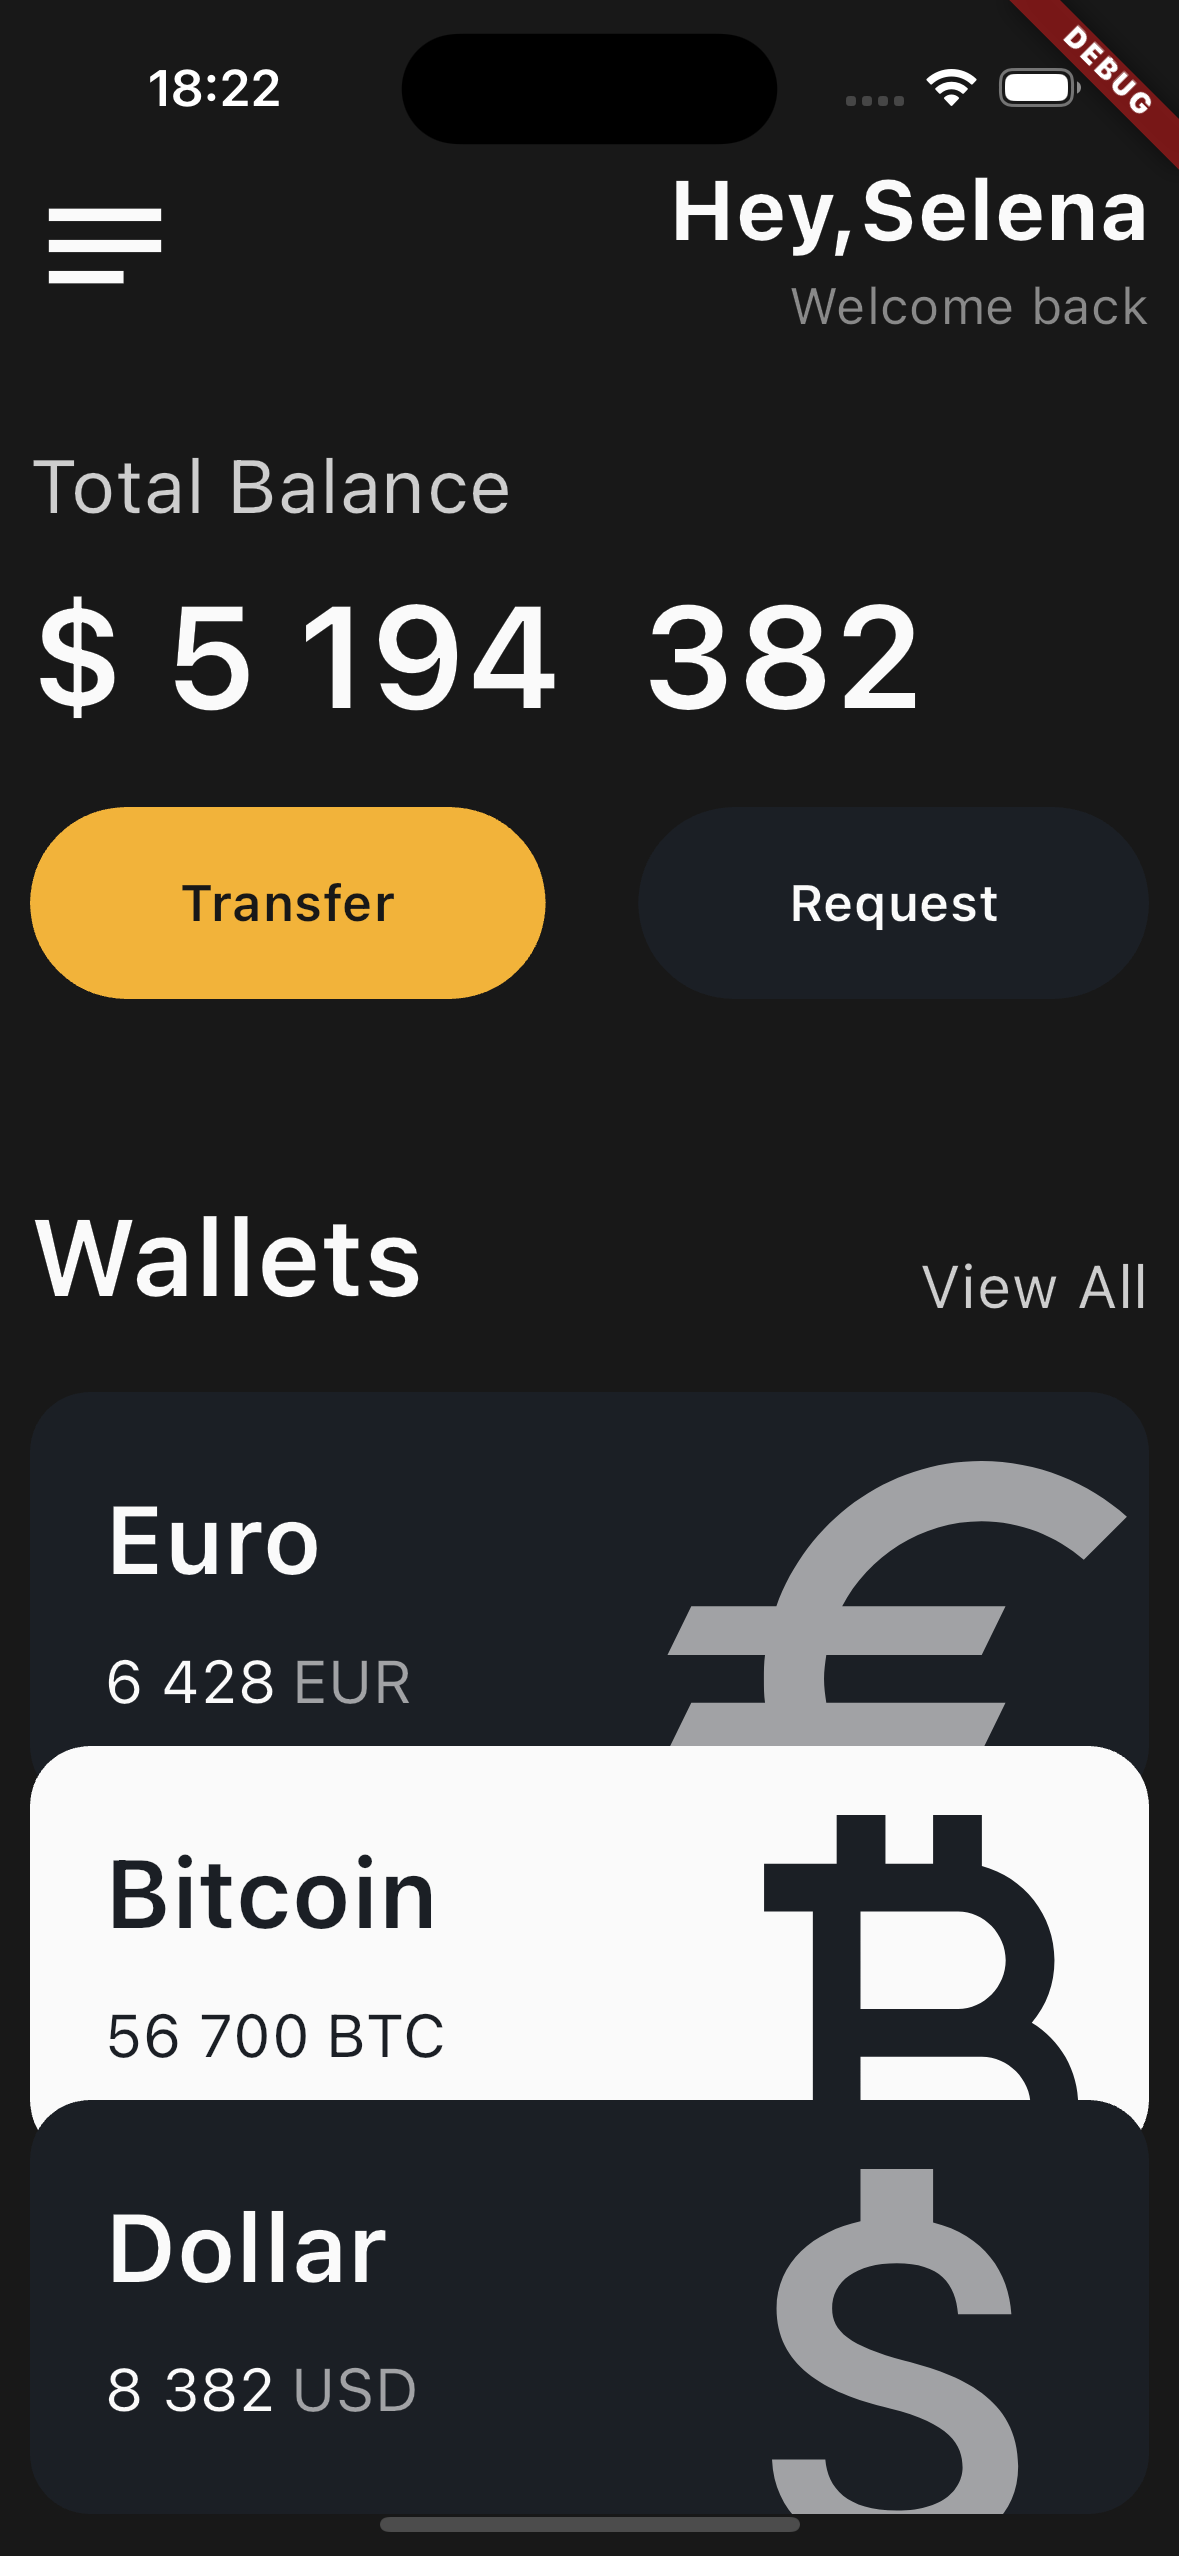 18:22
DEBUG
Hey,Selena
Welcome back
Total Balance
$ 5 194  382
Transfer
Request
Wallets
View All
Euro
6 428 EUR
€
Bitcoin
56 700 BTC
₿
Dollar
8 382 USD
$